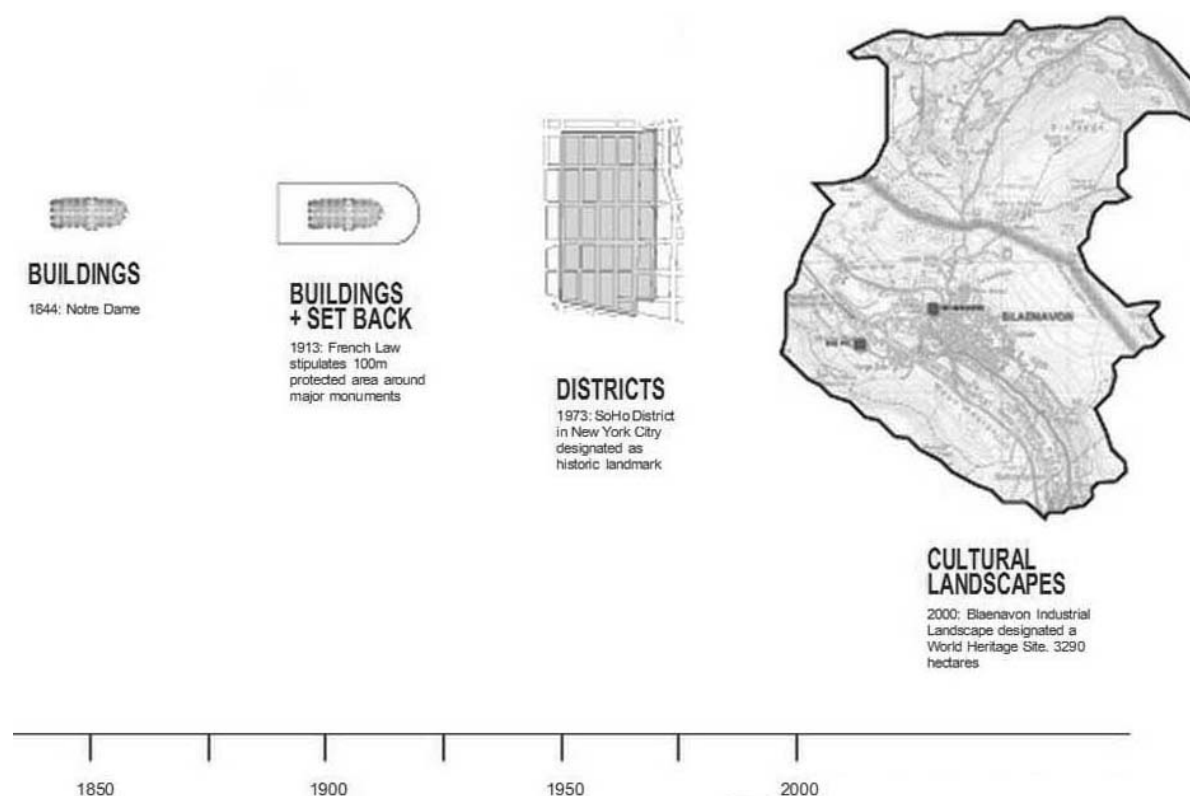 BUILDINGS
1844: Notre Dame
BUILDINGS
+ SET BACK
1913: French Law
stipulates 100m
protected area around
major monuments
DISTRICTS
1973: SoHo District
in New York Citry
designated as
historic landmark
BLAENAVON
CULTURAL
LANDSCAPES
2000: Blaenavon Industrial
Landscape designated a
World Heritage Site. 3290
hectares
1850
1900
1950
2000